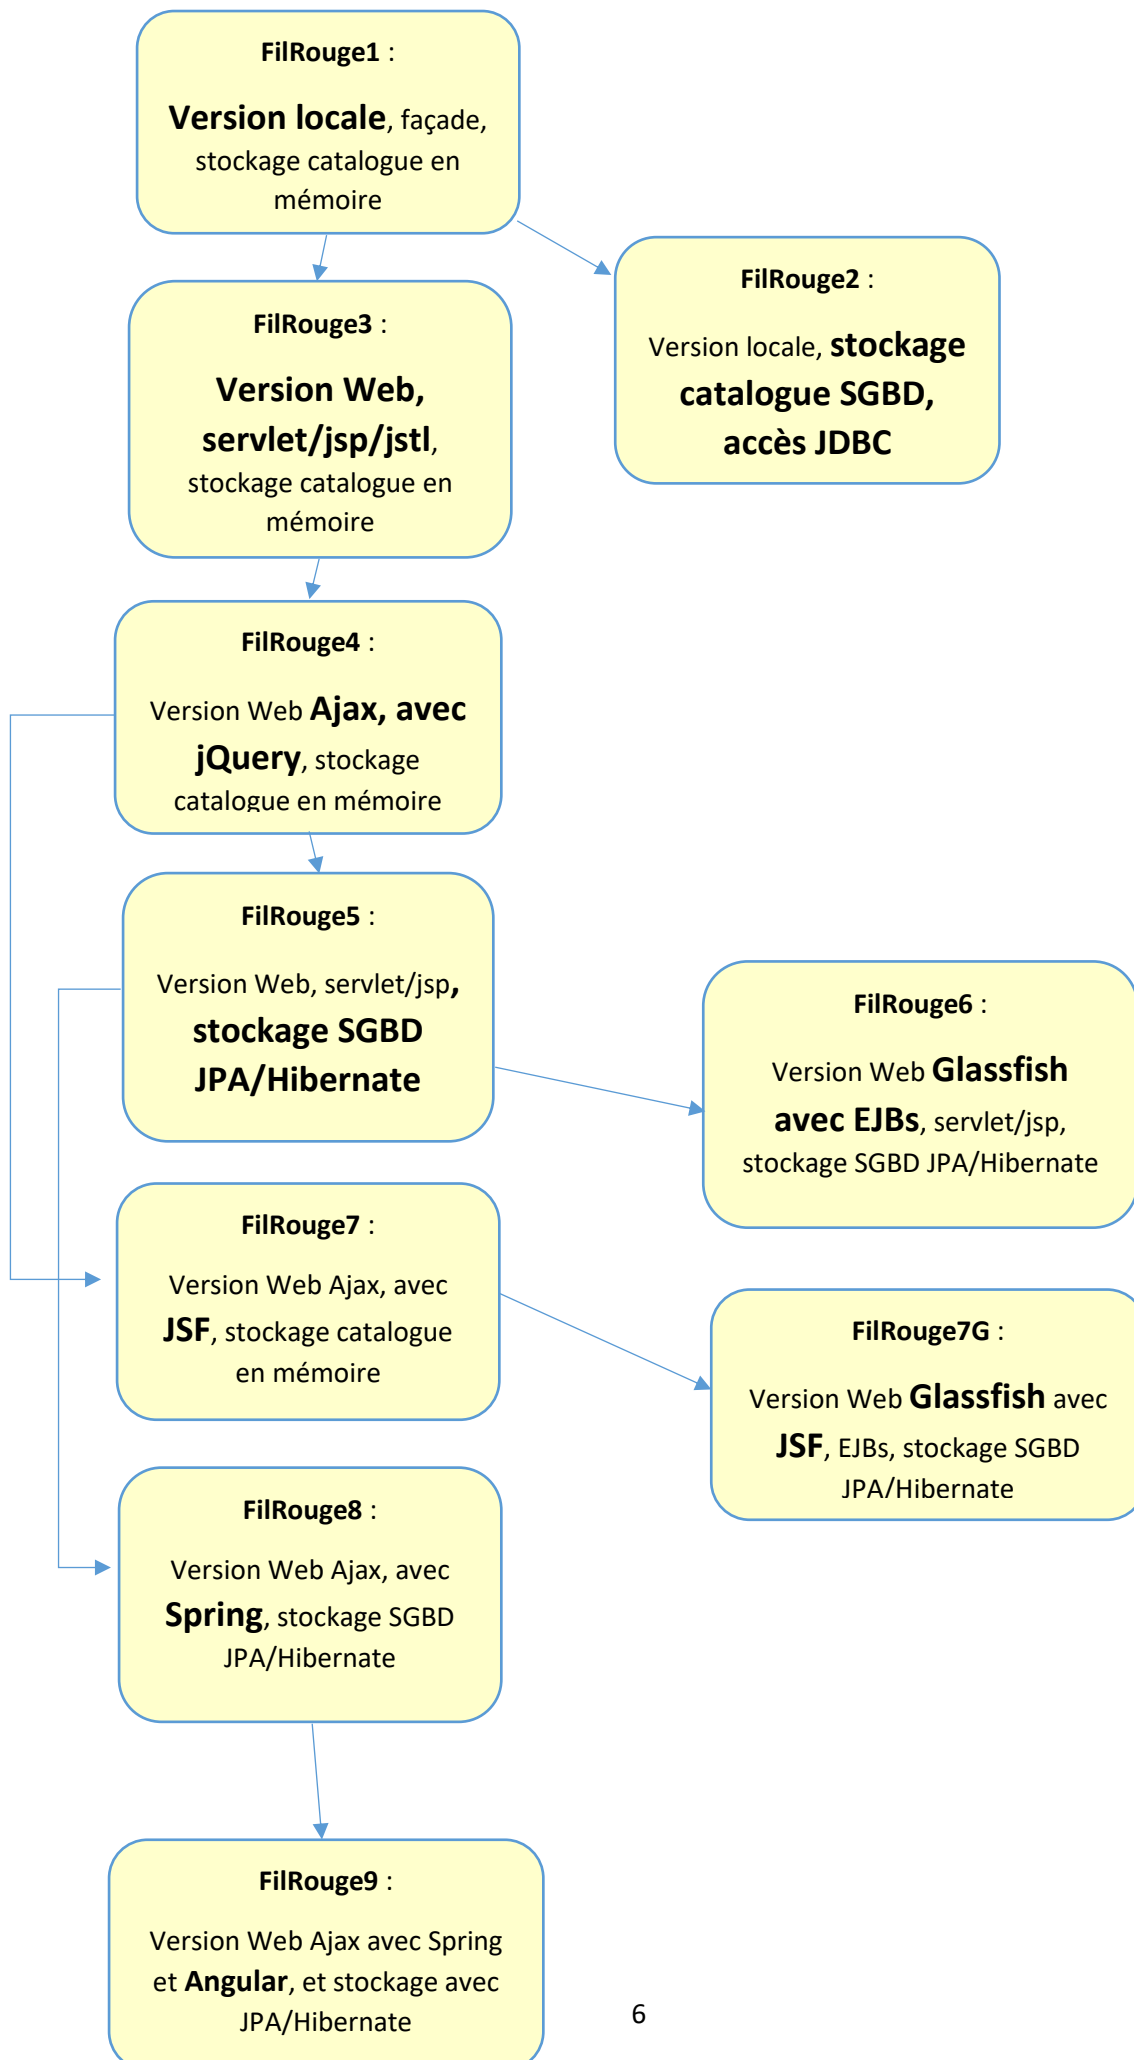 FilRouge1 :
Version locale, façade,
stockage catalogue en
mémoire
FilRouge2 :
Version locale, stockage
catalogue SGBD,
accès JDBC
FilRouge3 :
Version Web,
servlet/jsp/jstl,
stockage catalogue en
mémoire
FilRouge4 :
Version Web Ajax, avec
jQuery, stockage
catalogue en mémoire
FilRouge5 :
Version Web, servlet/jsp,
stockage SGBD
JPA/Hibernate
FilRouge6 :
Version Web Glassfish
avec EJBs, servlet/jsp,
stockage SGBD JPA/Hibernate
FilRouge7 :
Version Web Ajax, avec
JSF, stockage catalogue
en mémoire
FilRouge7G :
Version Web Glassfish avec
JSF, EJBs, stockage SGBD
JPA/Hibernate
FilRouge8 :
Version Web Ajax, avec
Spring, stockage SGBD
JPA/Hibernate
FilRouge9 :
Version Web Ajax avec Spring
et Angular, et stockage avec
JPA/Hibernate
6